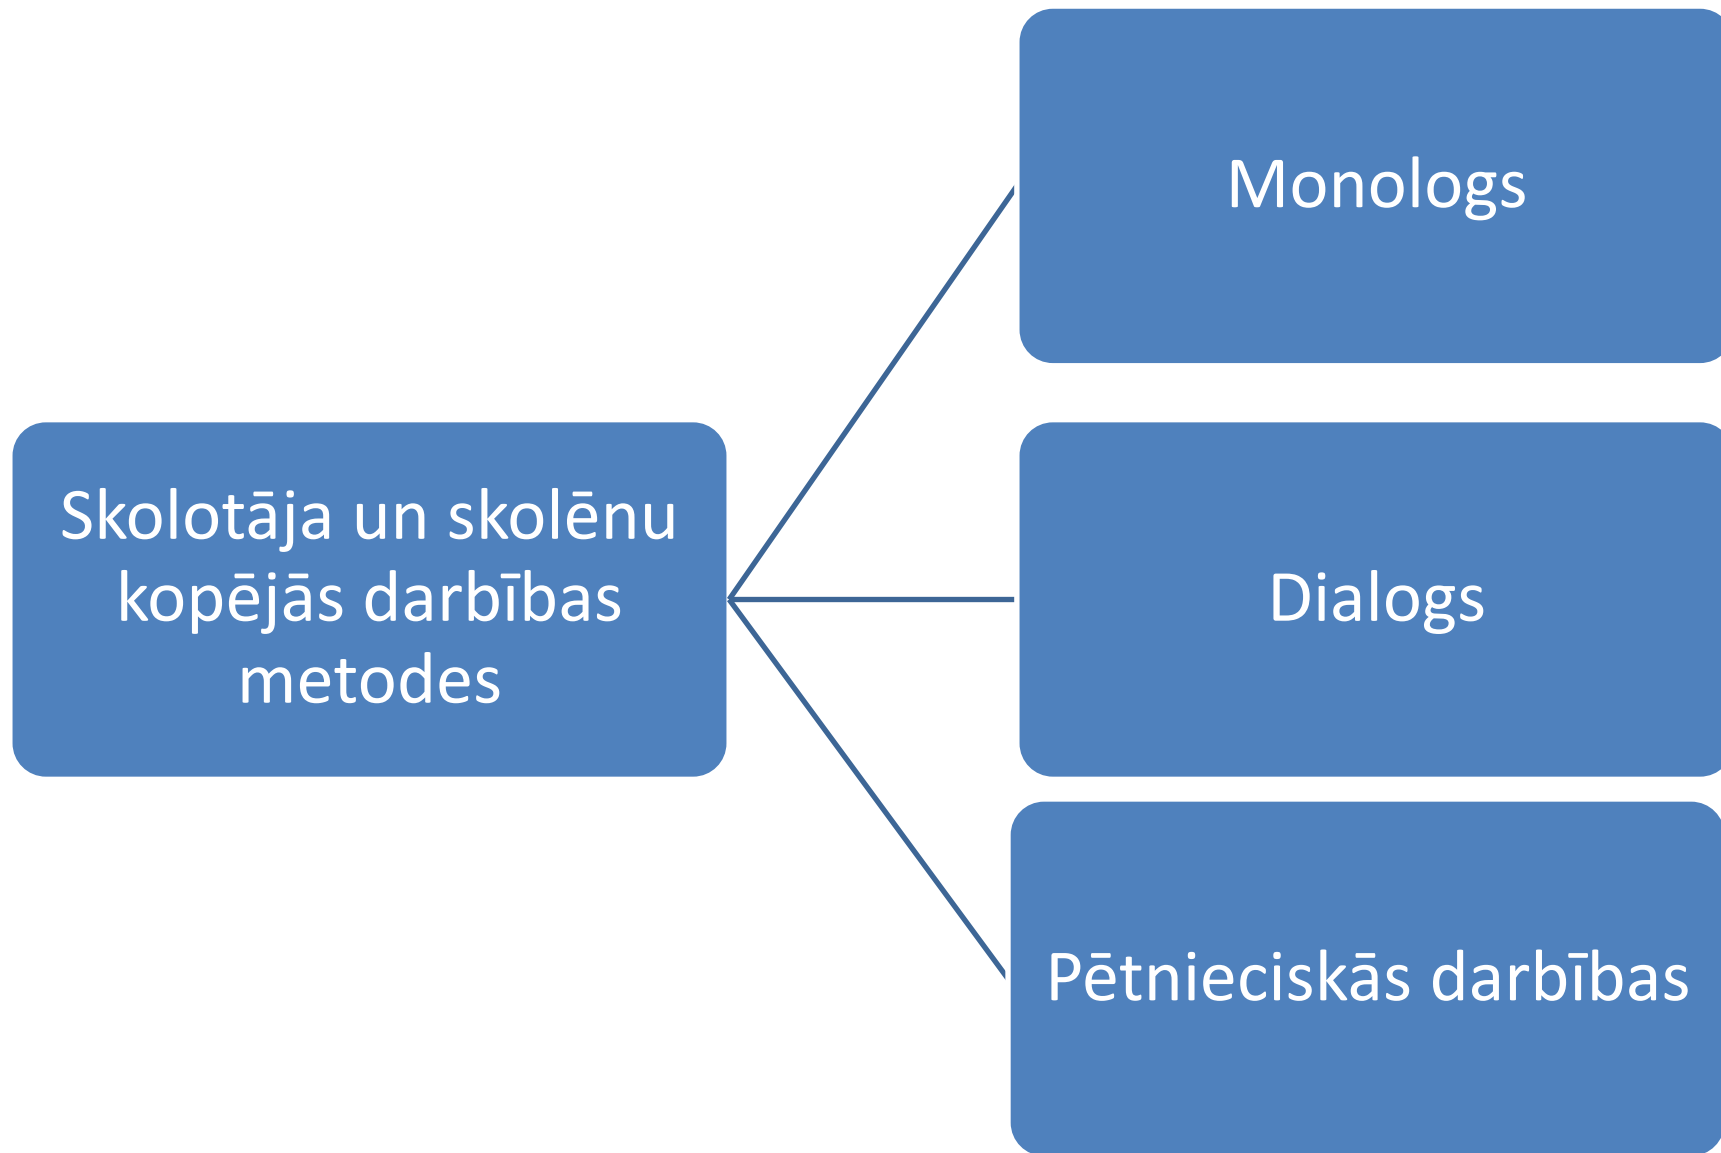 Monologs
Skolotāja un skolēnu
kopējās darbības
metodes
Dialogs
Pētnieciskās darbības